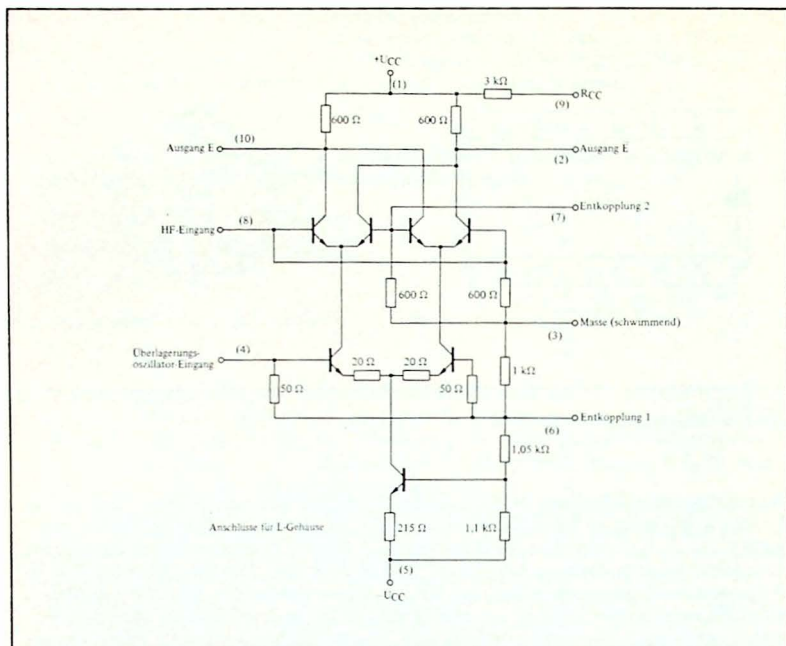 +UCC
(1)
3 kΩ
RCC
(9)
600 Ω
600 Ω
(10)
Ausgang E
Ausgang E
(2)
Entkopplung 2
(7)
(8)
HF-Eingang
600 Ω
600 Ω
Masse (schwimmend)
(3)
Überlagerungs-
oszillator-Eingang
(4)
20 Ω
20 Ω
1 kΩ
50 Ω
50 Ω
Entkopplung 1
(6)
1,05 kΩ
Anschlüsse für L-Gehäuse
215 Ω
1,1 kΩ
(5)
–UCC